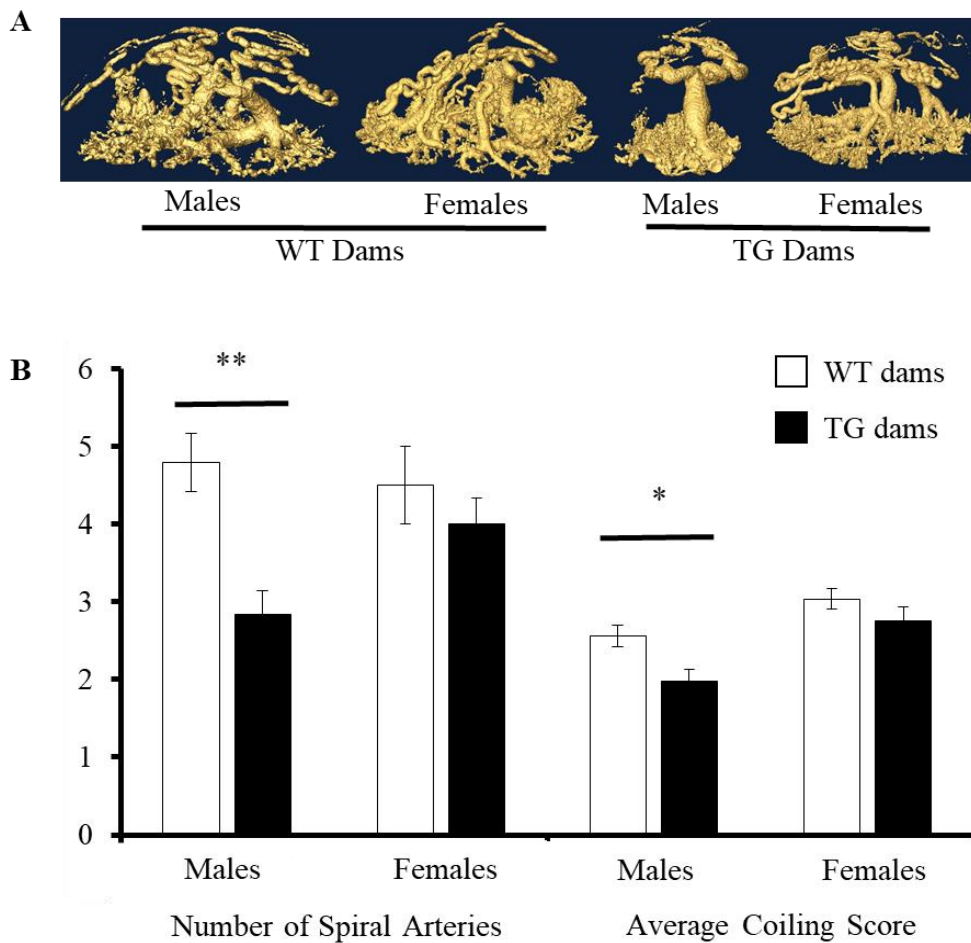 A
Males Females Males Females
WT Dams TG Dams
B
6
5
4
3
2
1
0
**
*
WT dams
TG dams
Males Females Males Females
Number of Spiral Arteries Average Coiling Score